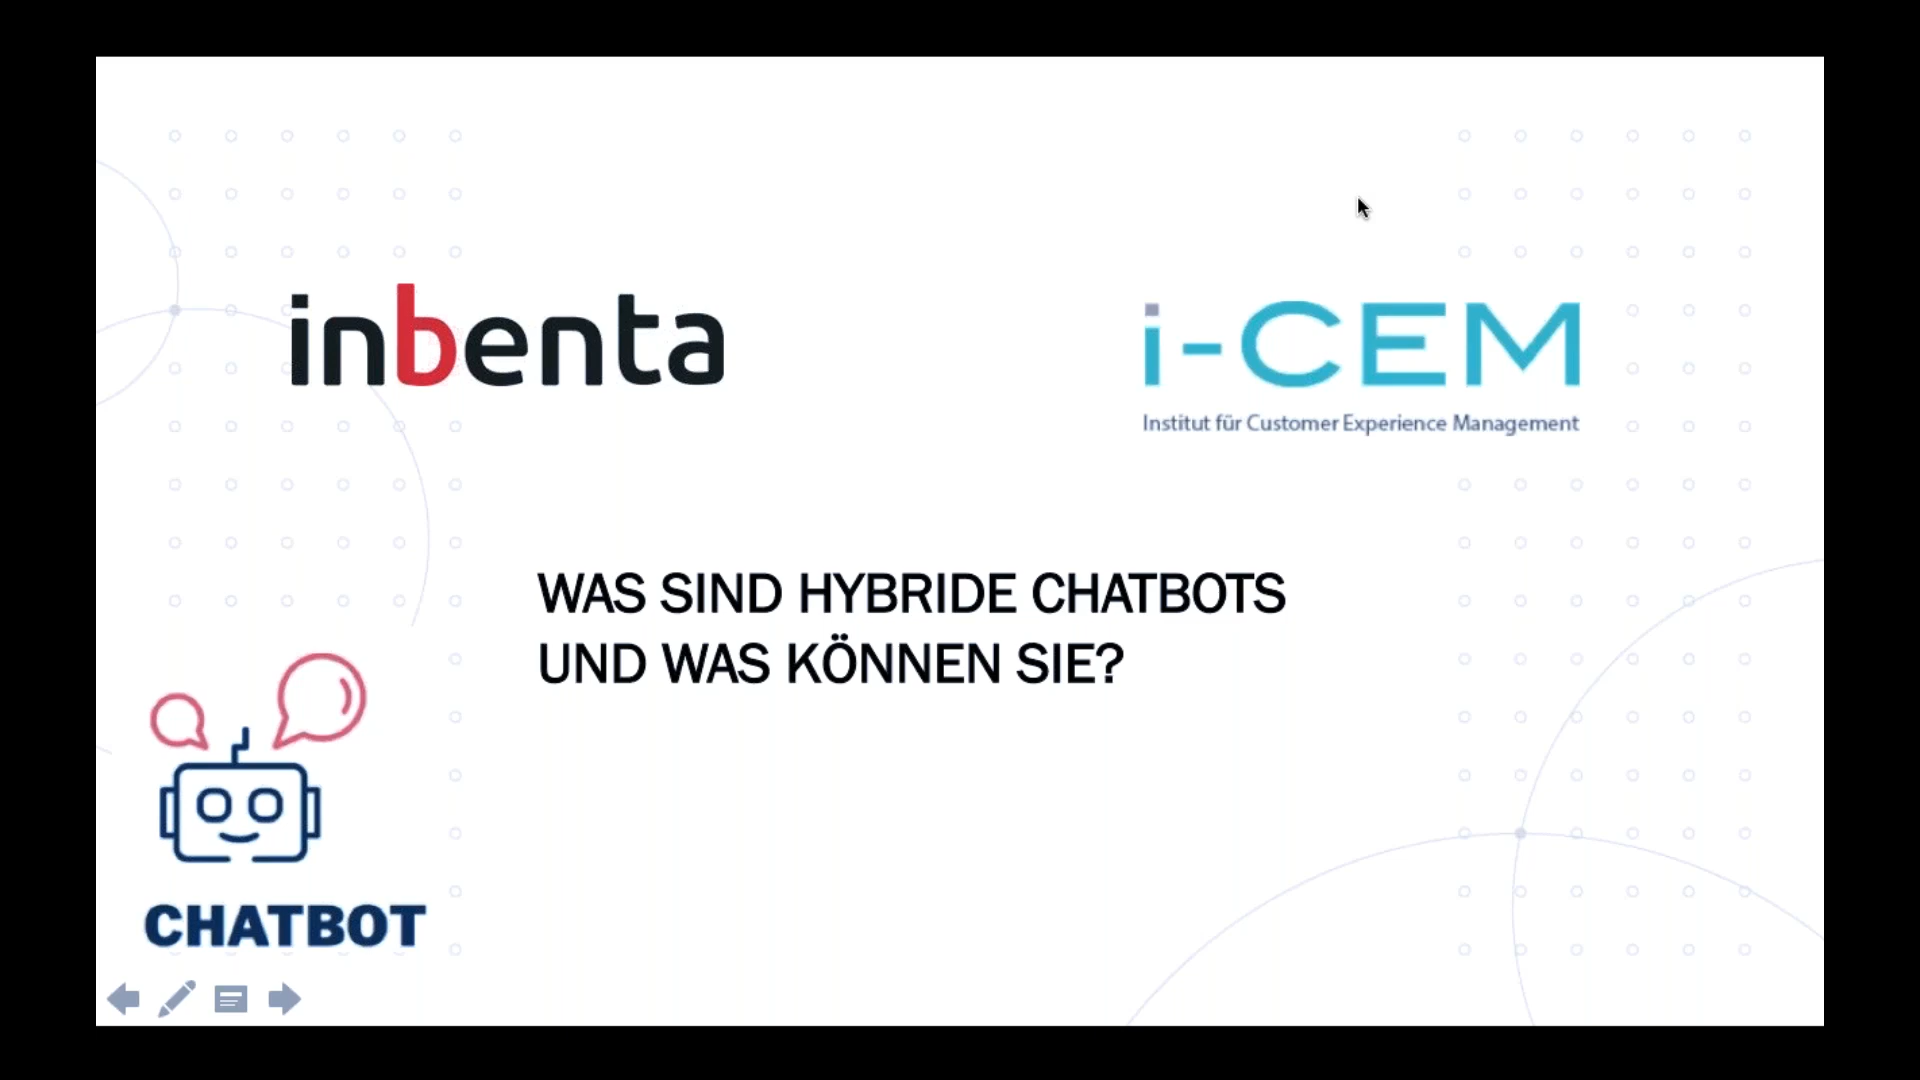 inbenta
i-CEM
Institut für Customer Experience Management
WAS SIND HYBRIDE CHATBOTS
UND WAS KÖNNEN SIE?
CHATBOT